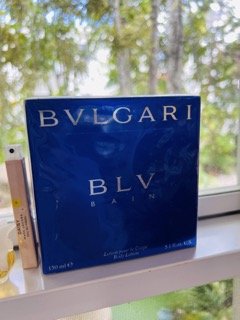 BVLGARI
BLV
BAIN
Lotion pour le Corps
Body Lotion
150 ml e 5.1 fl. oz.